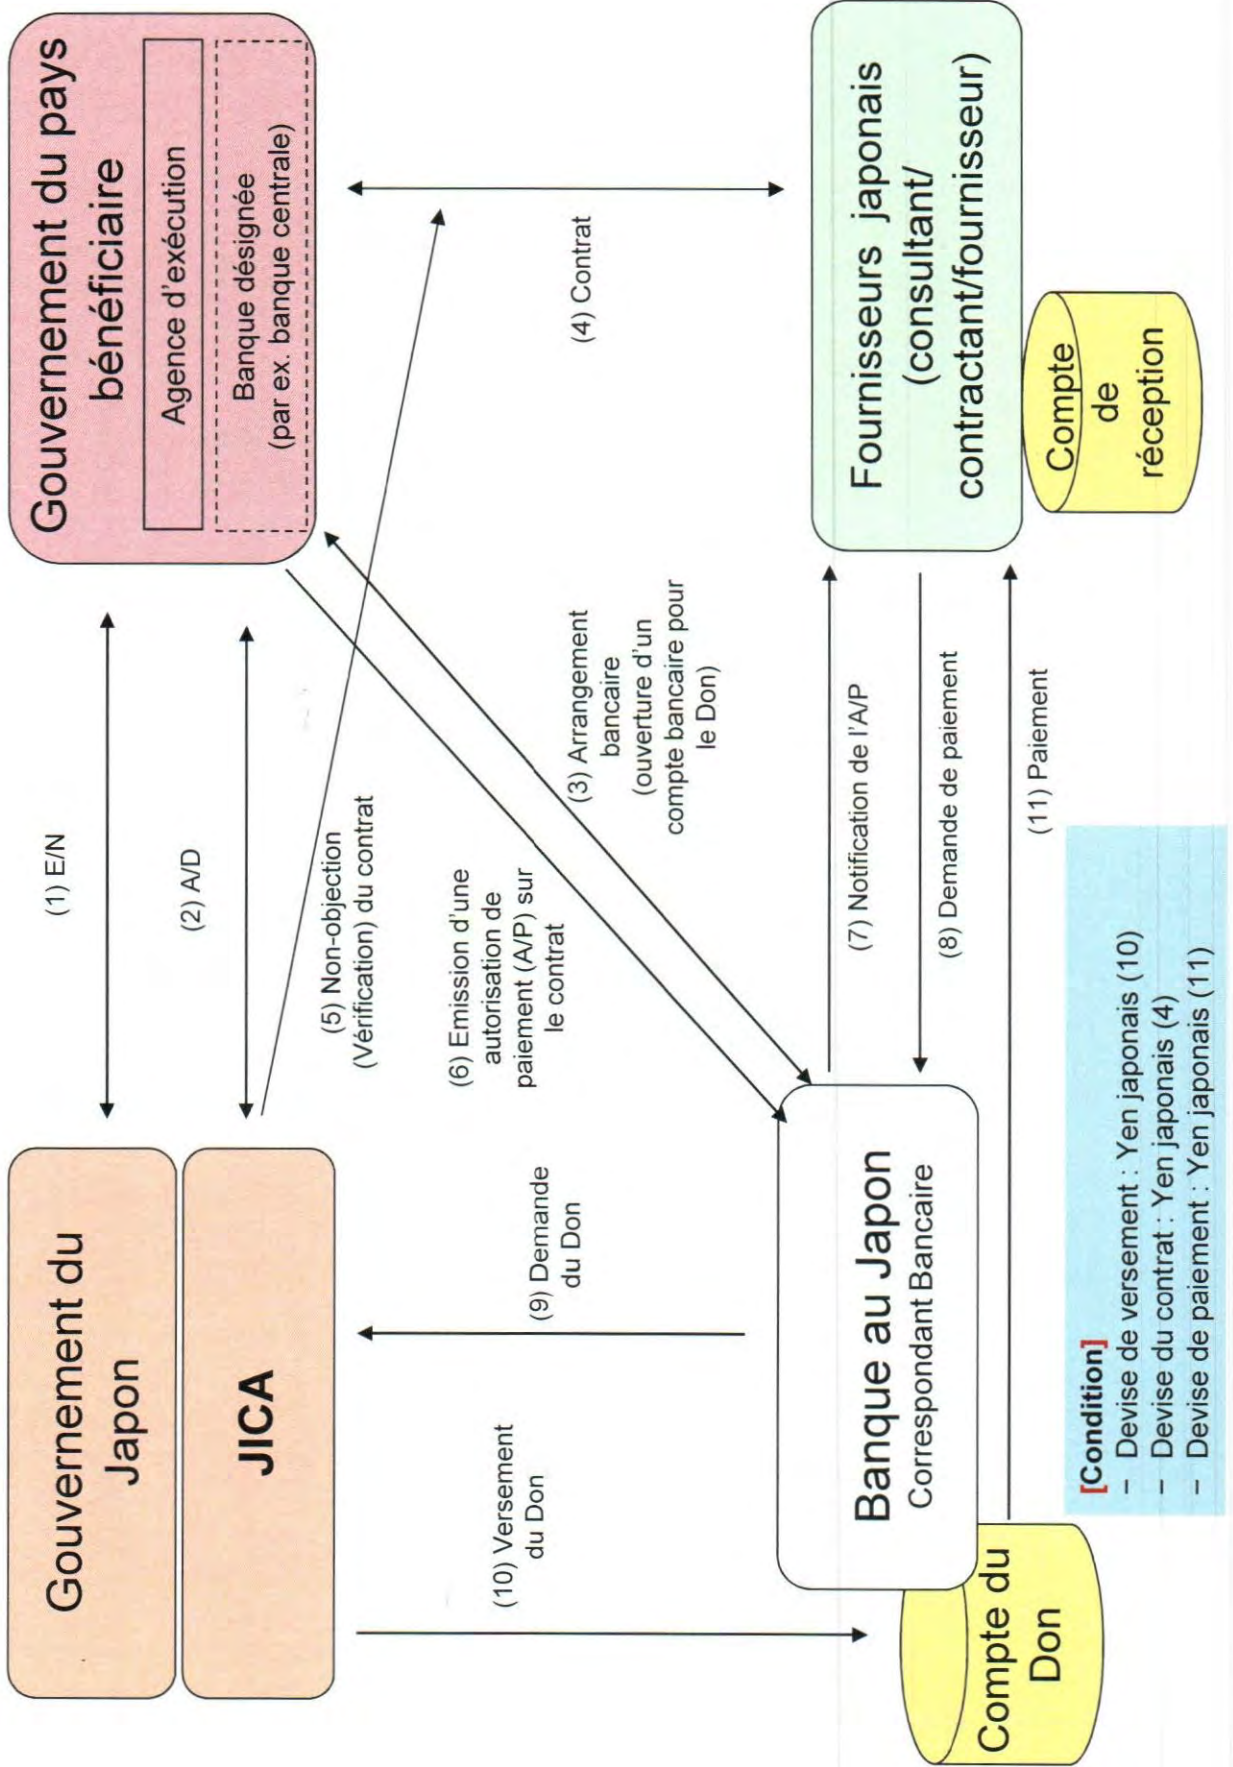 Gouvernement du
Japon
JICA
(1) E/N
(2) A/D
Gouvernement du pays
bénéficiaire
Agence d'exécution
Banque désignée
(par ex. banque centrale)
(5) Non-objection
(Vérification) du contrat
(6) Emission d'une
autorisation de
paiement (A/P) sur
le contrat
(3) Arrangement
bancaire
(ouverture d'un
compte bancaire pour
le Don)
(4) Contrat
(9) Demande
du Don
(10) Versement
du Don
Banque au Japon
Correspondant Bancaire
Compte du
Don
(7) Notification de l'A/P
(8) Demande de paiement
(11) Paiement
Fournisseurs japonais
(consultant/
contractant/fournisseur)
Compte
de
réception
[Condition]
– Devise de versement : Yen japonais (10)
– Devise du contrat : Yen japonais (4)
– Devise de paiement : Yen japonais (11)